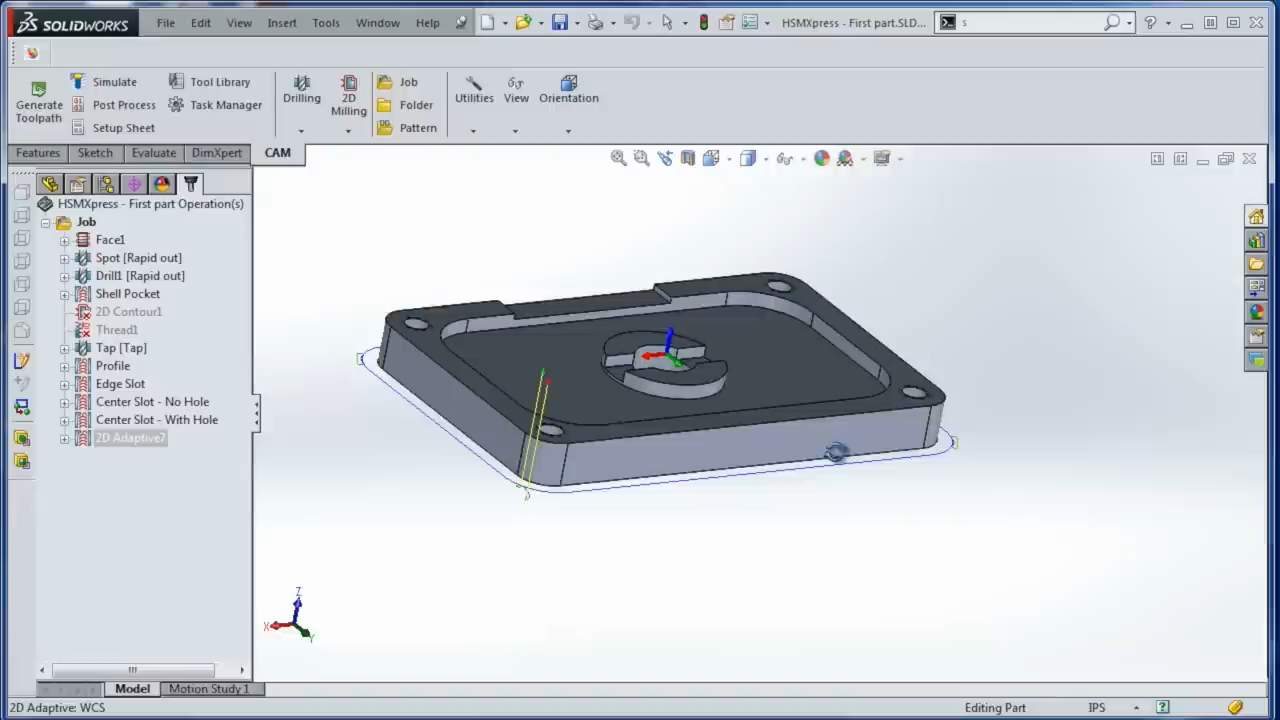 SOLIDWORKS File Edit View Insert Tools Window Help HSMXpress - First part.SLD... s
Generate Toolpath
Simulate Tool Library
Post Process Task Manager
Setup Sheet
Drilling
2D Milling
Job
Folder
Pattern
Utilities View Orientation
Features Sketch Evaluate DimXpert CAM
HSMXpress - First part Operation(s)
Job
Face1
Spot [Rapid out]
Drill1 [Rapid out]
Shell Pocket
2D Contour1
Thread1
Tap [Tap]
Profile
Edge Slot
Center Slot - No Hole
Center Slot - With Hole
2D Adaptive7
Z
X
Y
Model Motion Study 1
2D Adaptive: WCS Editing Part IPS